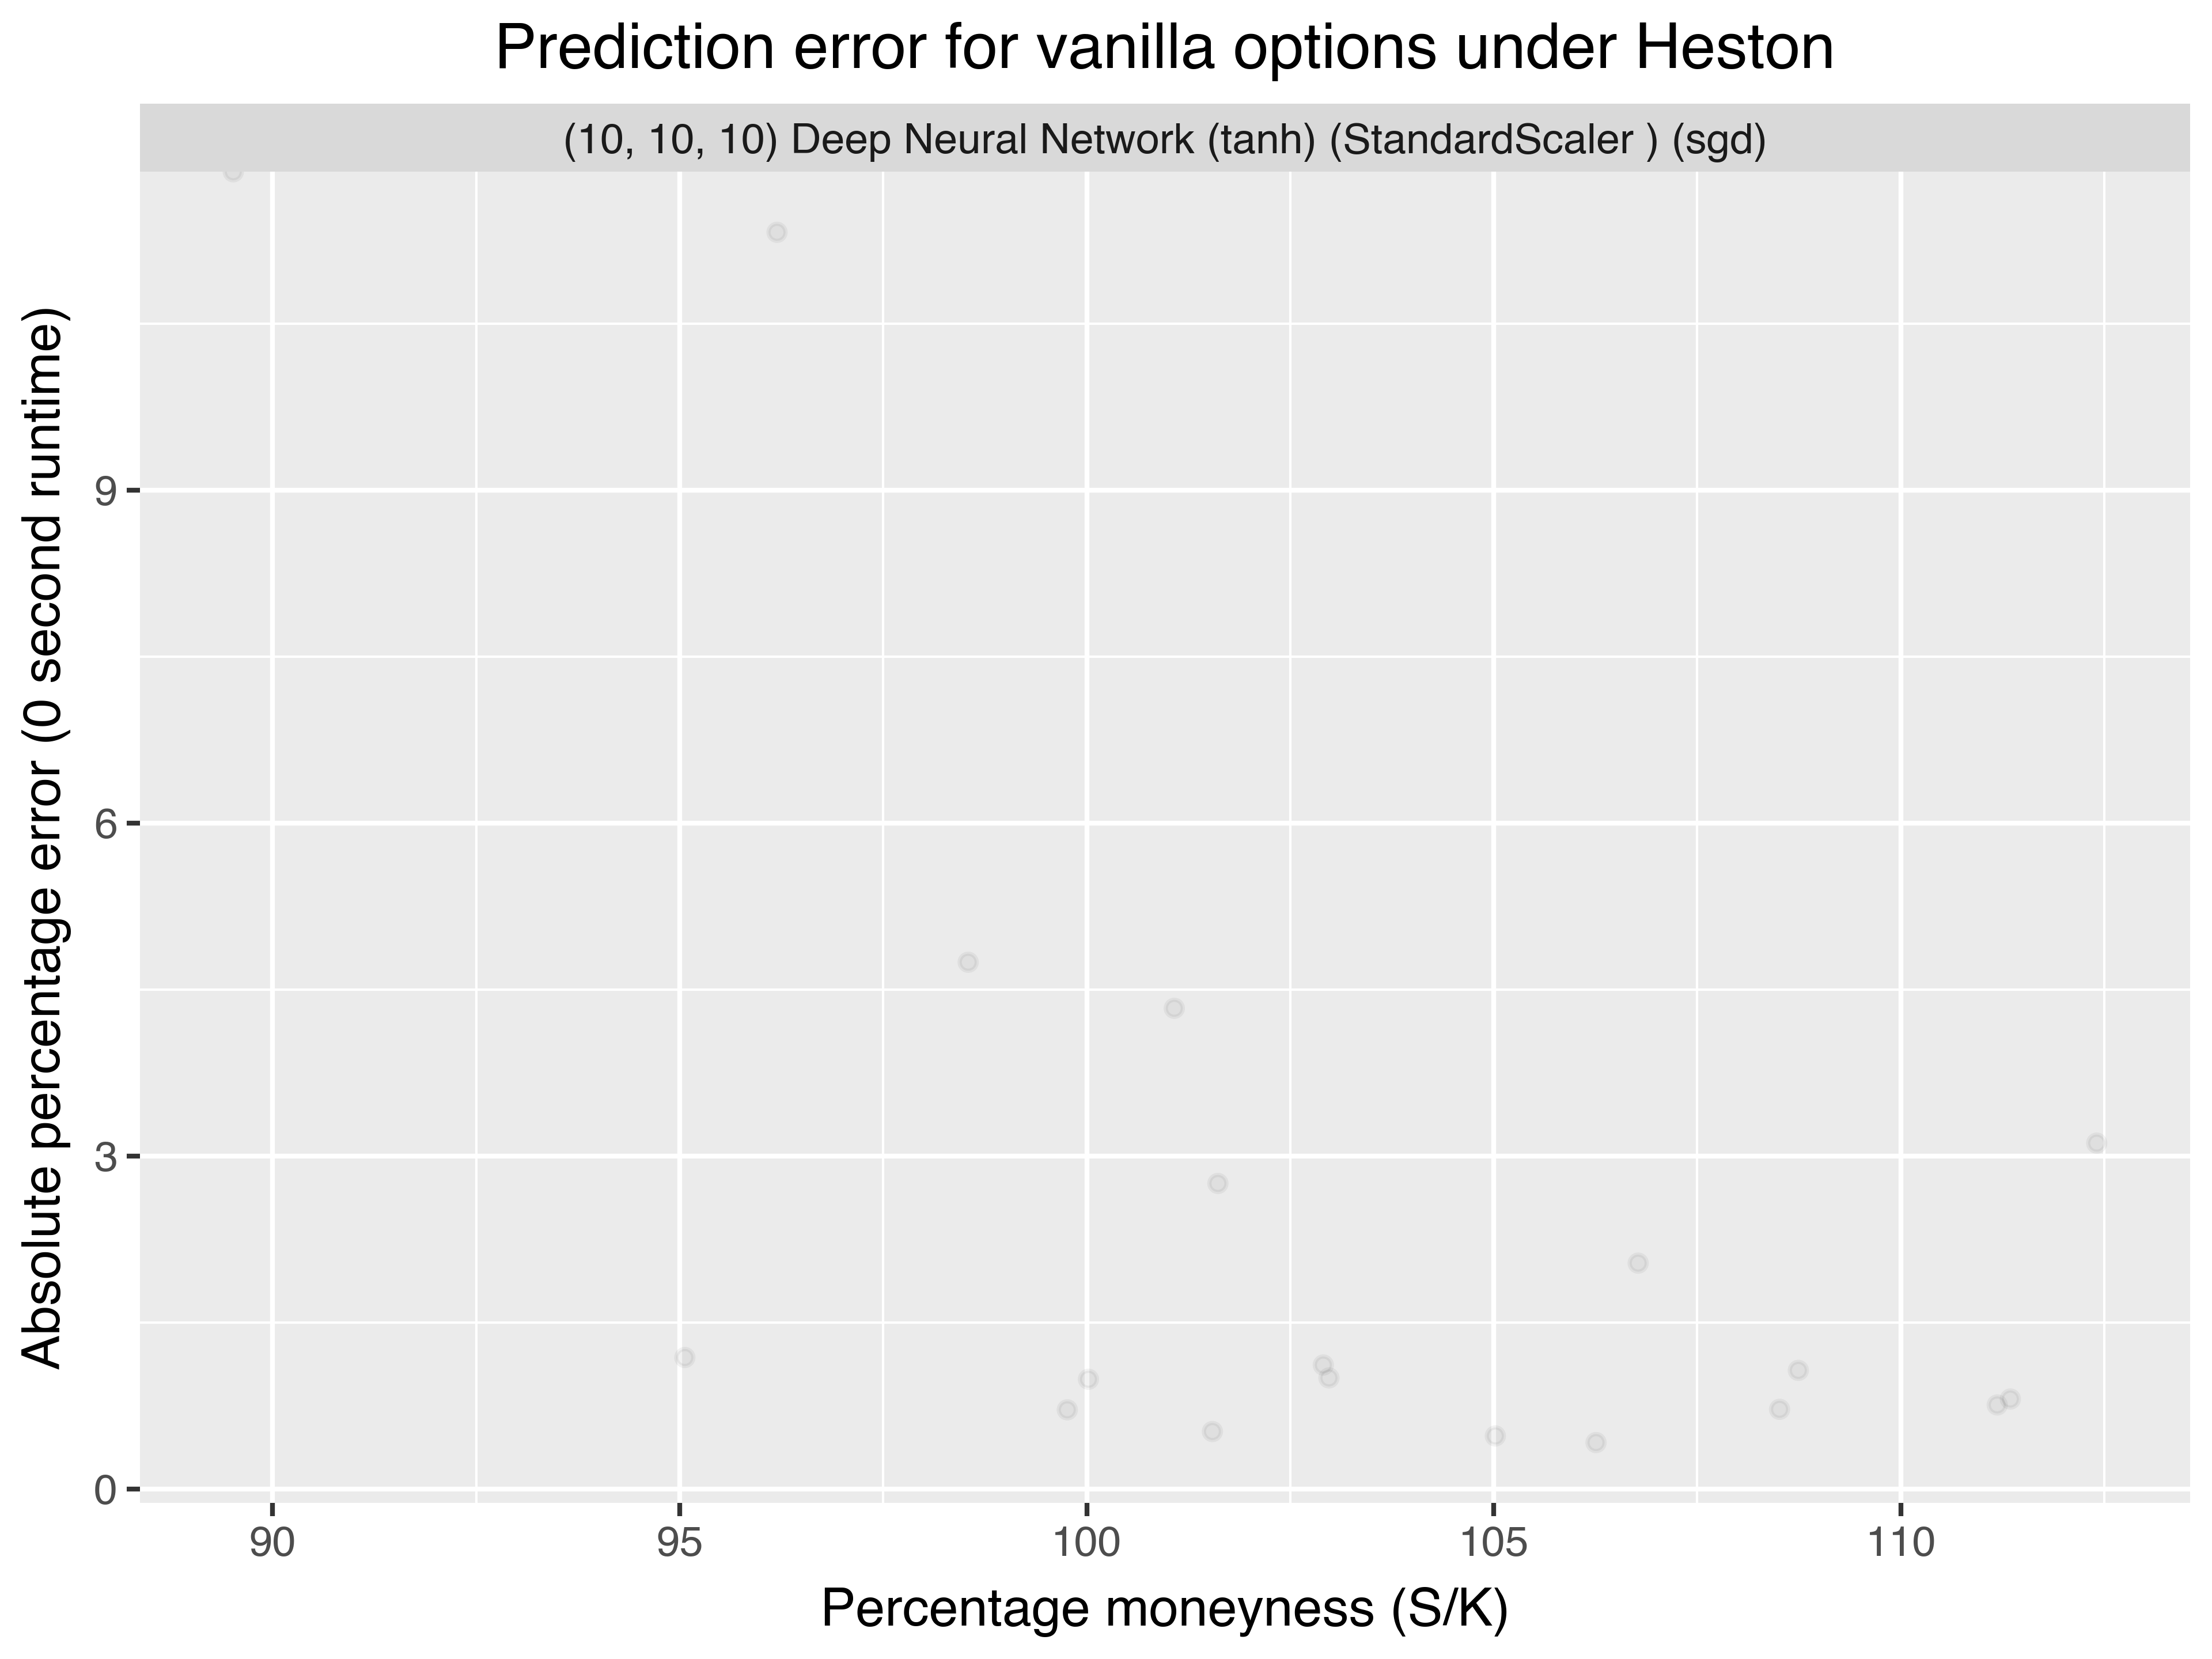 Prediction error for vanilla options under Heston
(10, 10, 10) Deep Neural Network (tanh) (StandardScaler ) (sgd)
Absolute percentage error (0 second runtime)
9
6
3
0
90 95 100 105 110
Percentage moneyness (S/K)